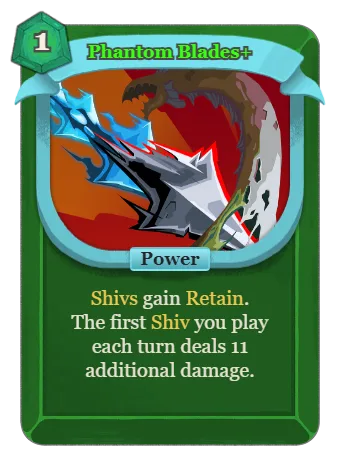 1
Phantom Blades+
Power
Shivs gain Retain.
The first Shiv you play
each turn deals 11
additional damage.